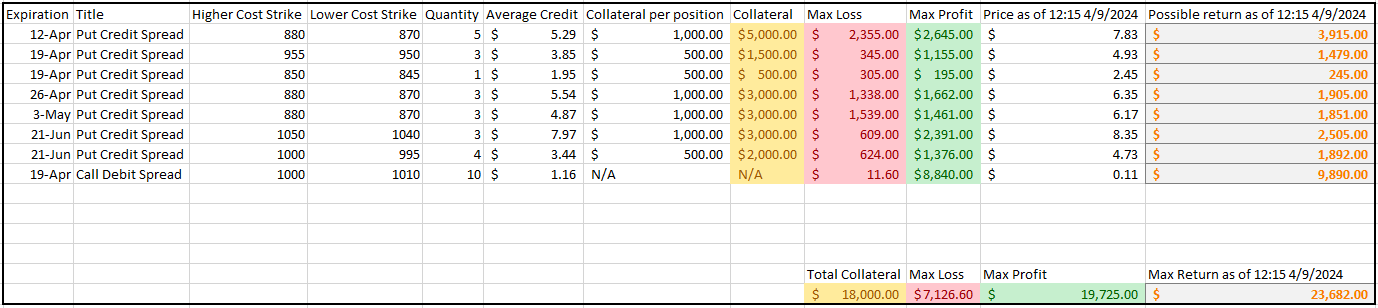 Expiration Title Higher Cost Strike Lower Cost Strike Quantity Average Credit Collateral per position Collateral Max Loss Max Profit Price as of 12:15 4/9/2024 Possible return as of 12:15 4/9/2024
12-Apr Put Credit Spread 880 870 5 $ 5.29 $ 1,000.00 $5,000.00 $ 2,355.00 $2,645.00 $ 7.83 $ 3,915.00
19-Apr Put Credit Spread 955 950 3 $ 3.85 $ 500.00 $1,500.00 $ 345.00 $1,155.00 $ 4.93 $ 1,479.00
19-Apr Put Credit Spread 850 845 1 $ 1.95 $ 500.00 $ 500.00 $ 305.00 $ 195.00 $ 2.45 $ 245.00
26-Apr Put Credit Spread 880 870 3 $ 5.54 $ 1,000.00 $3,000.00 $ 1,338.00 $1,662.00 $ 6.35 $ 1,905.00
3-May Put Credit Spread 880 870 3 $ 4.87 $ 1,000.00 $3,000.00 $ 1,539.00 $1,461.00 $ 6.17 $ 1,851.00
21-Jun Put Credit Spread 1050 1040 3 $ 7.97 $ 1,000.00 $3,000.00 $ 609.00 $2,391.00 $ 8.35 $ 2,505.00
21-Jun Put Credit Spread 1000 995 4 $ 3.44 $ 500.00 $2,000.00 $ 624.00 $1,376.00 $ 4.73 $ 1,892.00
19-Apr Call Debit Spread 1000 1010 10 $ 1.16 N/A N/A $ 11.60 $8,840.00 $ 0.11 $ 9,890.00
Total Collateral Max Loss Max Profit Max Return as of 12:15 4/9/2024
$ 18,000.00 $7,126.60 $ 19,725.00 $ 23,682.00